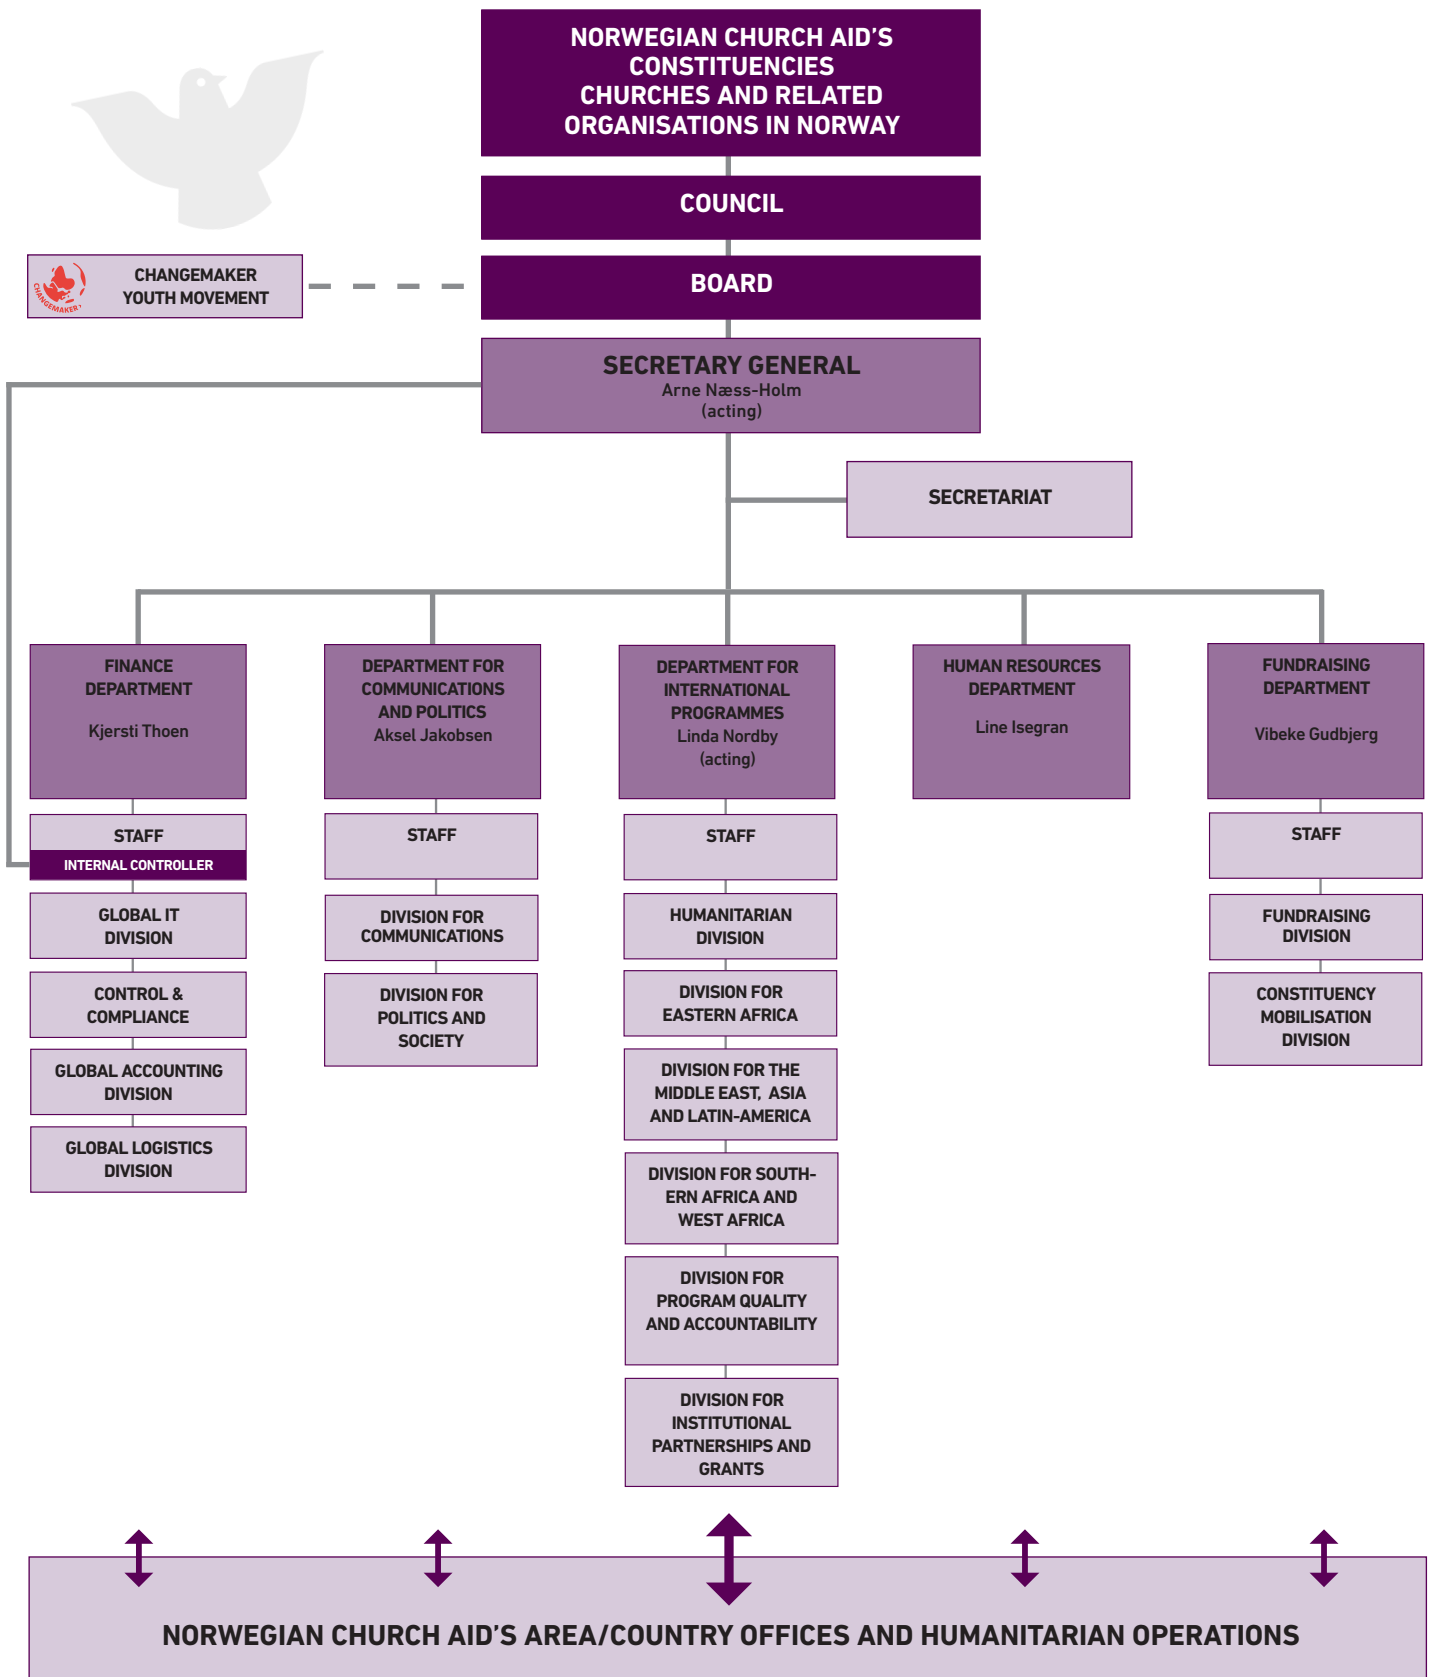 NORWEGIAN CHURCH AID'S
CONSTITUENCIES
CHURCHES AND RELATED
ORGANISATIONS IN NORWAY
COUNCIL
CHANGEMAKER
CHANGEMAKER
YOUTH MOVEMENT
BOARD
SECRETARY GENERAL
Arne Næss-Holm
(acting)
SECRETARIAT
FINANCE
DEPARTMENT
Kjersti Thoen
STAFF
INTERNAL CONTROLLER
GLOBAL IT
DIVISION
CONTROL &
COMPLIANCE
GLOBAL ACCOUNTING
DIVISION
GLOBAL LOGISTICS
DIVISION
DEPARTMENT FOR
COMMUNICATIONS
AND POLITICS
Aksel Jakobsen
STAFF
DIVISION FOR
COMMUNICATIONS
DIVISION FOR
POLITICS AND
SOCIETY
DEPARTMENT FOR
INTERNATIONAL
PROGRAMMES
Linda Nordby
(acting)
STAFF
HUMANITARIAN
DIVISION
DIVISION FOR
EASTERN AFRICA
DIVISION FOR THE
MIDDLE EAST, ASIA
AND LATIN-AMERICA
DIVISION FOR SOUTH-
ERN AFRICA AND
WEST AFRICA
DIVISION FOR
PROGRAM QUALITY
AND ACCOUNTABILITY
DIVISION FOR
INSTITUTIONAL
PARTNERSHIPS AND
GRANTS
HUMAN RESOURCES
DEPARTMENT
Line Isegran
FUNDRAISING
DEPARTMENT
Vibeke Gudbjerg
STAFF
FUNDRAISING
DIVISION
CONSTITUENCY
MOBILISATION
DIVISION
NORWEGIAN CHURCH AID'S AREA/COUNTRY OFFICES AND HUMANITARIAN OPERATIONS